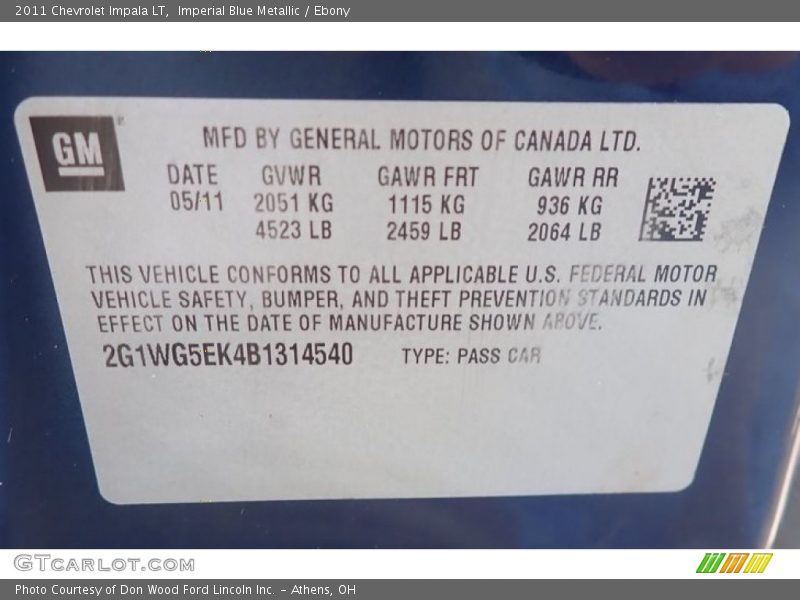 2011 Chevrolet Impala LT,  Imperial Blue Metallic / Ebony
GM
MFD BY GENERAL MOTORS OF CANADA LTD.
DATE GVWR GAWR FRT GAWR RR
05/11 2051 KG 1115 KG 936 KG
4523 LB 2459 LB 2064 LB
THIS VEHICLE CONFORMS TO ALL APPLICABLE U.S. FEDERAL MOTOR
VEHICLE SAFETY, BUMPER, AND THEFT PREVENTION STANDARDS IN
EFFECT ON THE DATE OF MANUFACTURE SHOWN ABOVE.
2G1WG5EK4B1314540 TYPE: PASS CAR
GTCARLOT.COM
Photo Courtesy of Don Wood Ford Lincoln Inc. - Athens, OH